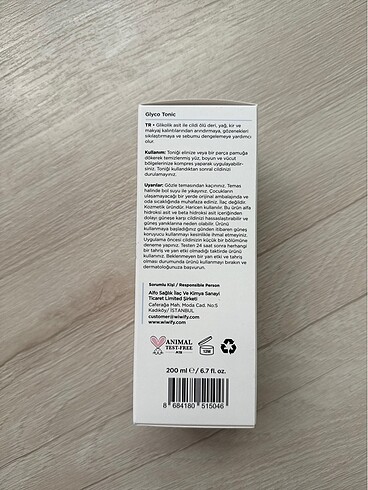 Glyco Tonic
TR • Glikolik asit ile cildi ölü deri, yağ, kir ve
makyaj kalıntılarından arındırmaya, gözenekleri
sıkılaştırmaya ve sebumu dengelemeye yardımcı
olur.
Kullanım: Toniği elinize veya bir parça pamuğa
dökerek temizlenmiş yüz, boyun ve vücut
bölgelerinize kompres yaparak uygulayabilir-
siniz. Toniği kullandıktan sonra cildinizi
durulamayınız.
Uyarılar: Gözle temasından kaçınınız. Temas
halinde bol suyu ile yıkayınız. Çocukların
ulaşamayacağı bir yerde orijinal ambalajında ve
oda sıcaklığında muhafaza ediniz. İlaç değildir.
Kozmetik üründür. Haricen kullanılır. Bu ürün alfa
hidroksi asit ve beta hidroksi asit içeriğinden
dolayı güneşe karşı cildinizi hassaslaştırabilir ve
güneş yanıklarına neden olabilir. Ürünü
kullanmaya başladığınız günden itibaren güneş
koruyucu kullanmayı kesinlikle ihmal etmeyiniz.
Uygulama öncesi cildinizin küçük bir bölümüne
deneme yapınız. Testen 24 saat sonra herhangi
bir tahriş ve yan etki olmadı ise ürünü kullanmaz
kullanınız. Beklenmeyen bir yan etki ve tahriş
olması durumunda ürünü kullanmayı bırakın ve
dermatoloğunuza başvurun.
Sorumlu Kişi / Responsible Person
Alfo Sağlık İlaç Ve Kimya Sanayi
Ticaret Limited Şirketi
Caferağa Mah. Moda Cad. No:5
Kadıköy/ İSTANBUL
customer@wiwify.com
www.wiwify.com
ANIMAL
TEST-FREE
12M
200 ml ℮ / 6.7 fl. oz.
8 684180 515046